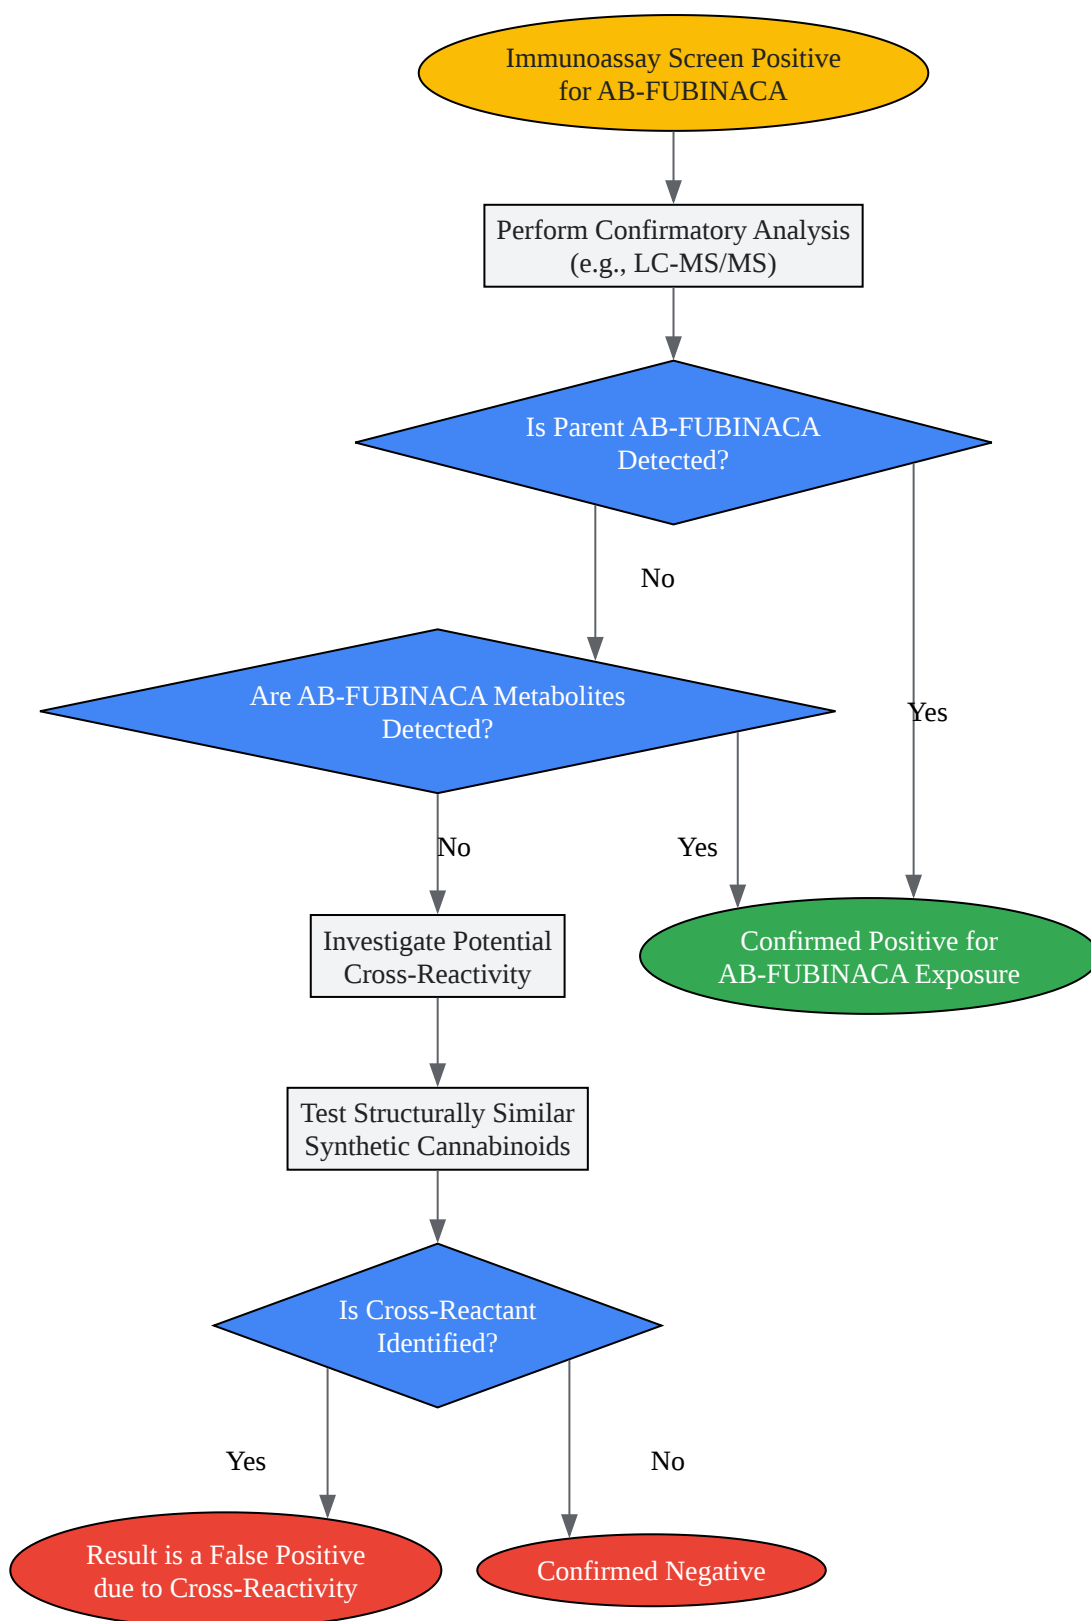 Immunoassay Screen Positive
for AB-FUBINACA
Perform Confirmatory Analysis
(e.g., LC-MS/MS)
Is Parent AB-FUBINACA
Detected?
No
Yes
Are AB-FUBINACA Metabolites
Detected?
No
Yes
Investigate Potential
Cross-Reactivity
Confirmed Positive for
AB-FUBINACA Exposure
Test Structurally Similar
Synthetic Cannabinoids
Is Cross-Reactant
Identified?
Yes
No
Result is a False Positive
due to Cross-Reactivity
Confirmed Negative